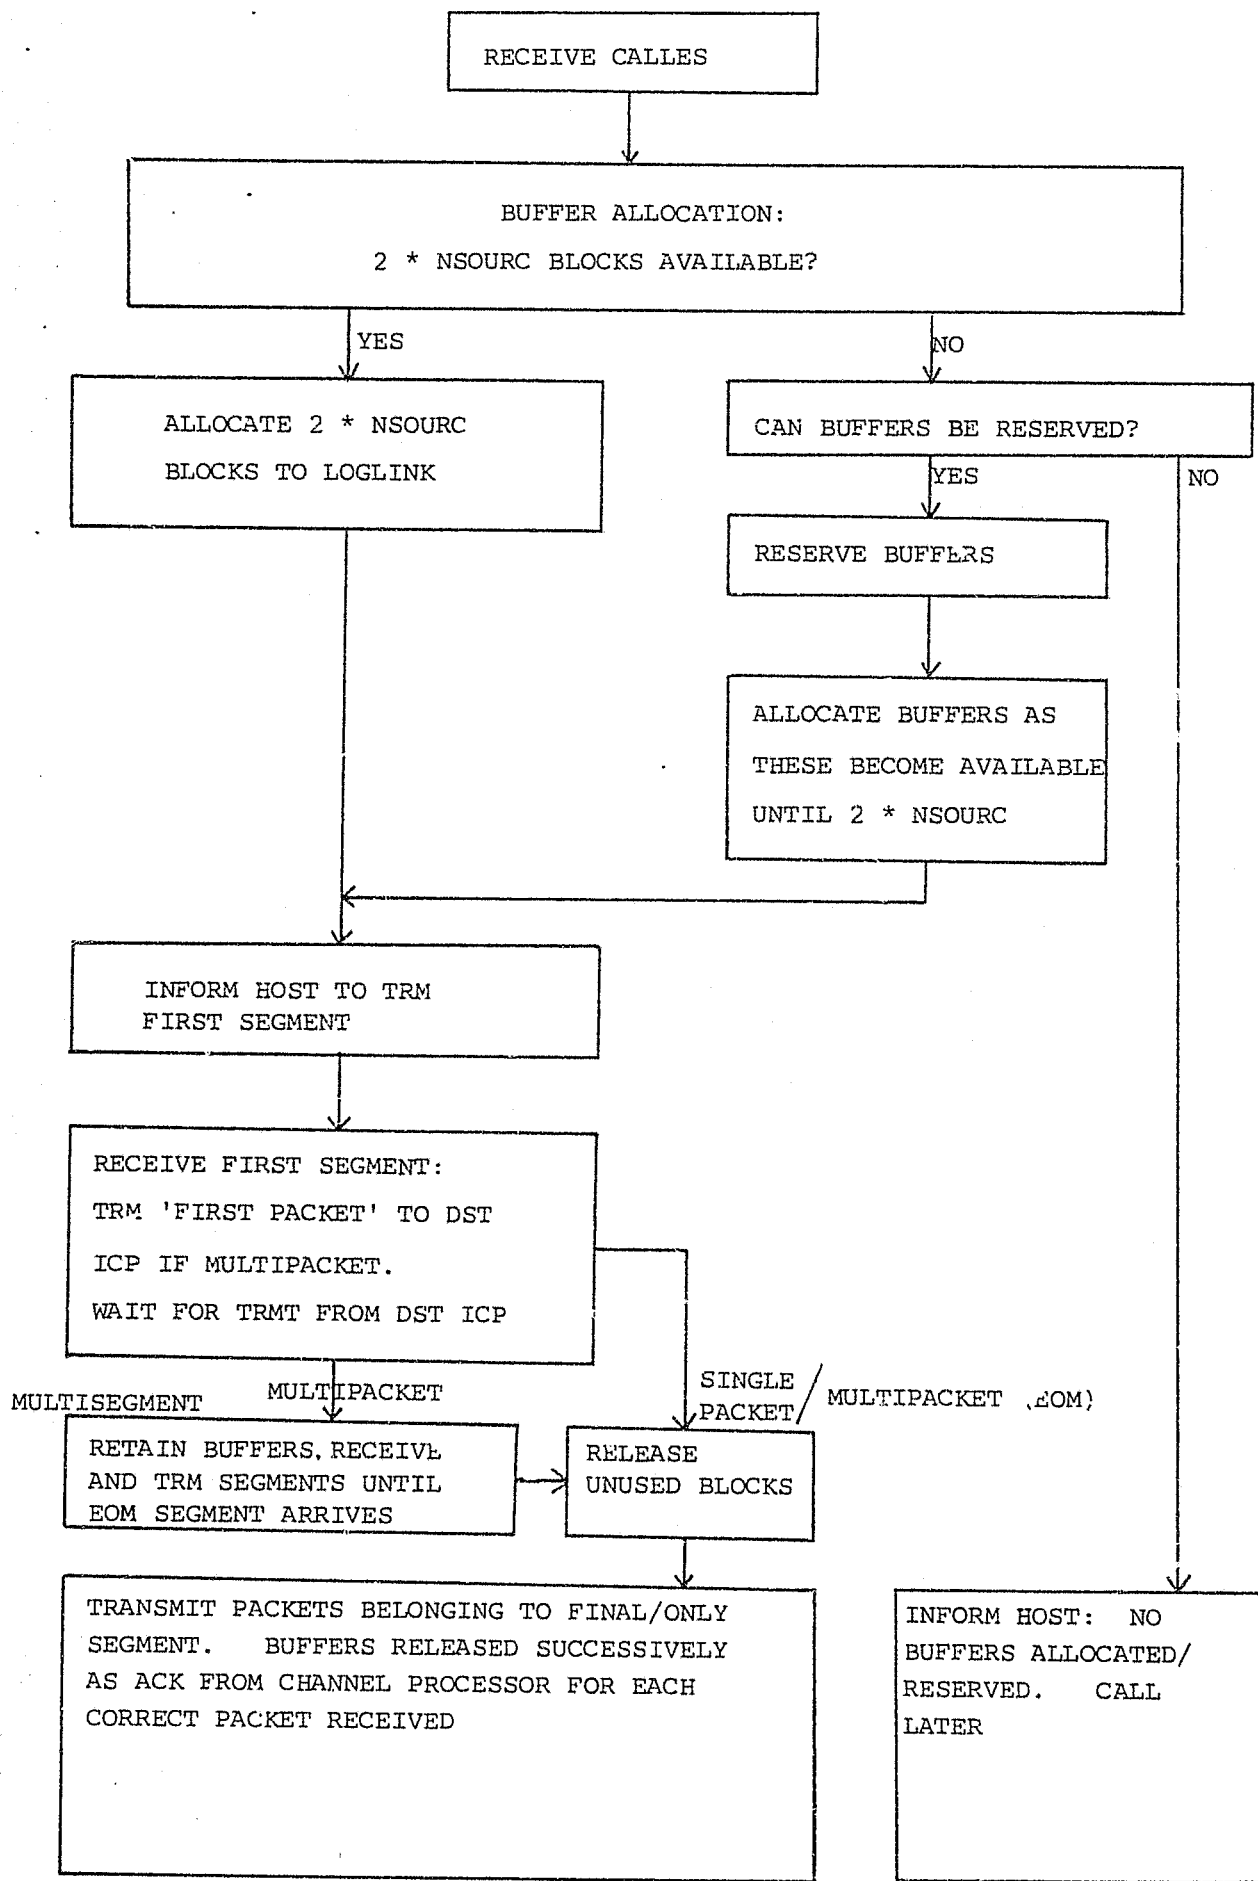 RECEIVE CALLES
BUFFER ALLOCATION:
2 * NSOURC BLOCKS AVAILABLE?
YES
NO
ALLOCATE 2 * NSOURC
BLOCKS TO LOGLINK
CAN BUFFERS BE RESERVED?
YES
NO
RESERVE BUFFERS
ALLOCATE BUFFERS AS
THESE BECOME AVAILABLE
UNTIL 2 * NSOURC
INFORM HOST TO TRM
FIRST SEGMENT
RECEIVE FIRST SEGMENT:
TRM 'FIRST PACKET' TO DST
ICP IF MULTIPACKET.
WAIT FOR TRMT FROM DST ICP
MULTISEGMENT
MULTIPACKET
SINGLE
PACKET/
MULTIPACKET (EOM)
RETAIN BUFFERS, RECEIVE
AND TRM SEGMENTS UNTIL
EOM SEGMENT ARRIVES
RELEASE
UNUSED BLOCKS
TRANSMIT PACKETS BELONGING TO FINAL/ONLY
SEGMENT. BUFFERS RELEASED SUCCESSIVELY
AS ACK FROM CHANNEL PROCESSOR FOR EACH
CORRECT PACKET RECEIVED
INFORM HOST: NO
BUFFERS ALLOCATED/
RESERVED. CALL
LATER